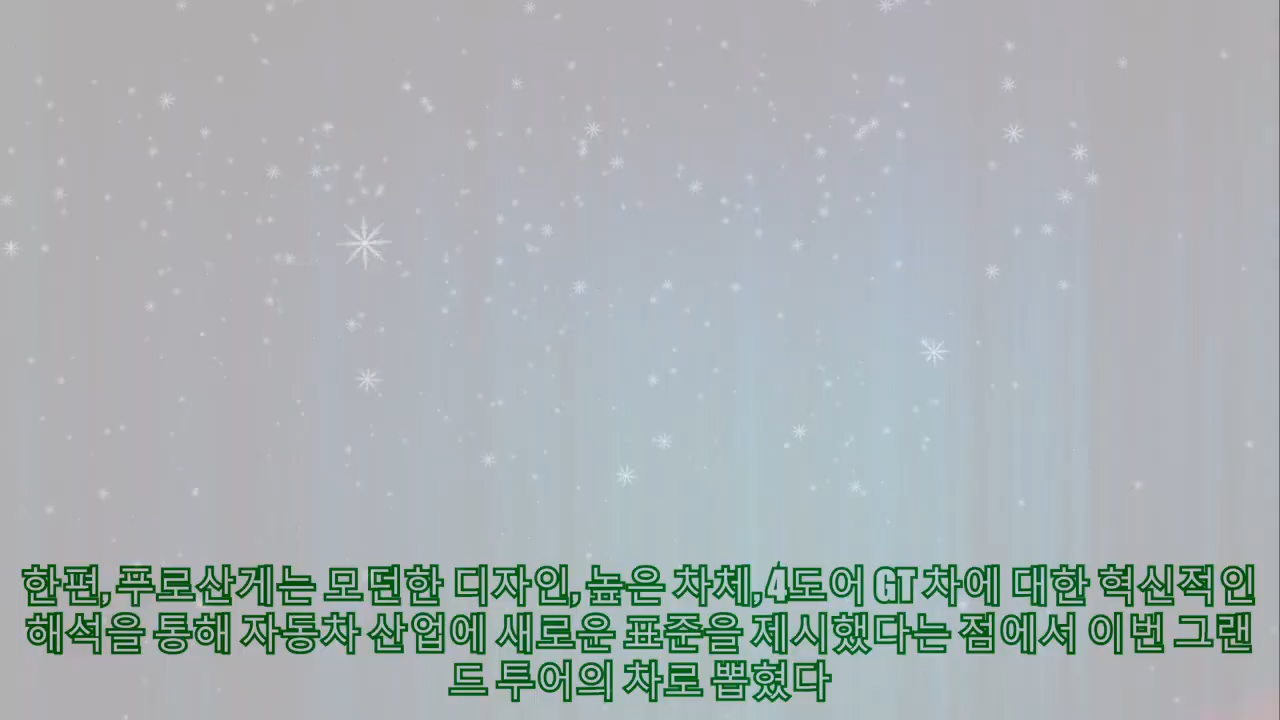 한편, 푸로산게는 모던한 디자인, 높은 차체, 4도어 GT 차에 대한 혁신적인
해석을 통해 자동차 산업에 새로운 표준을 제시했다는 점에서 이번 그랜
드 투어의 차로 뽑혔다